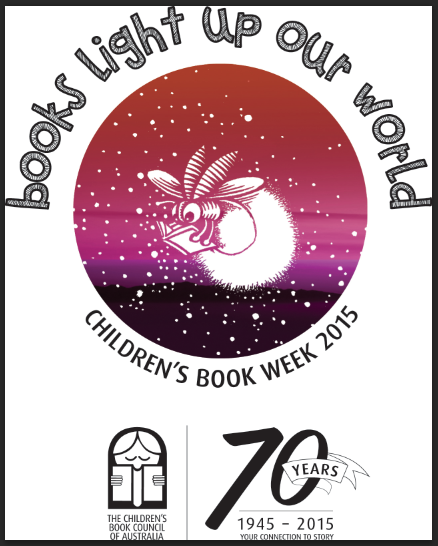 books light up our world
CHILDREN'S BOOK WEEK 2015
THE CHILDREN'S
BOOK COUNCIL
OF AUSTRALIA
70
YEARS
1945 – 2015
YOUR CONNECTION TO STORY